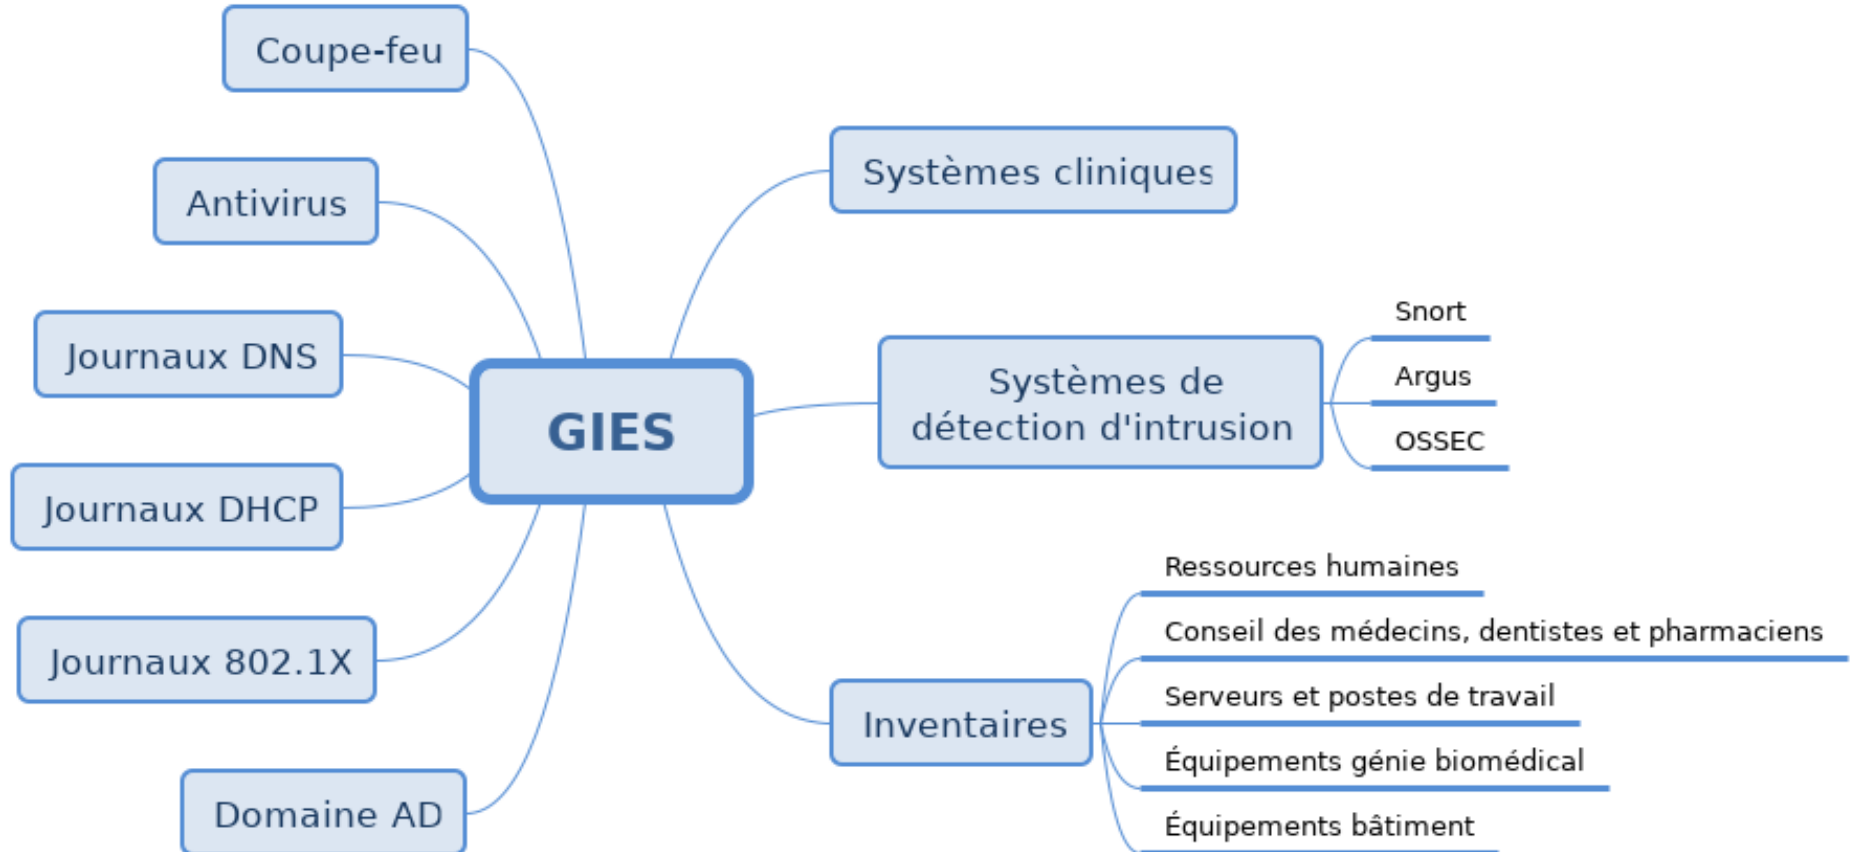 Coupe-feu
Antivirus
Journaux DNS
Journaux DHCP
Journaux 802.1X
Domaine AD
GIES
Systèmes cliniques
Systèmes de
détection d'intrusion
Snort
Argus
OSSEC
Inventaires
Ressources humaines
Conseil des médecins, dentistes et pharmaciens
Serveurs et postes de travail
Équipements génie biomédical
Équipements bâtiment